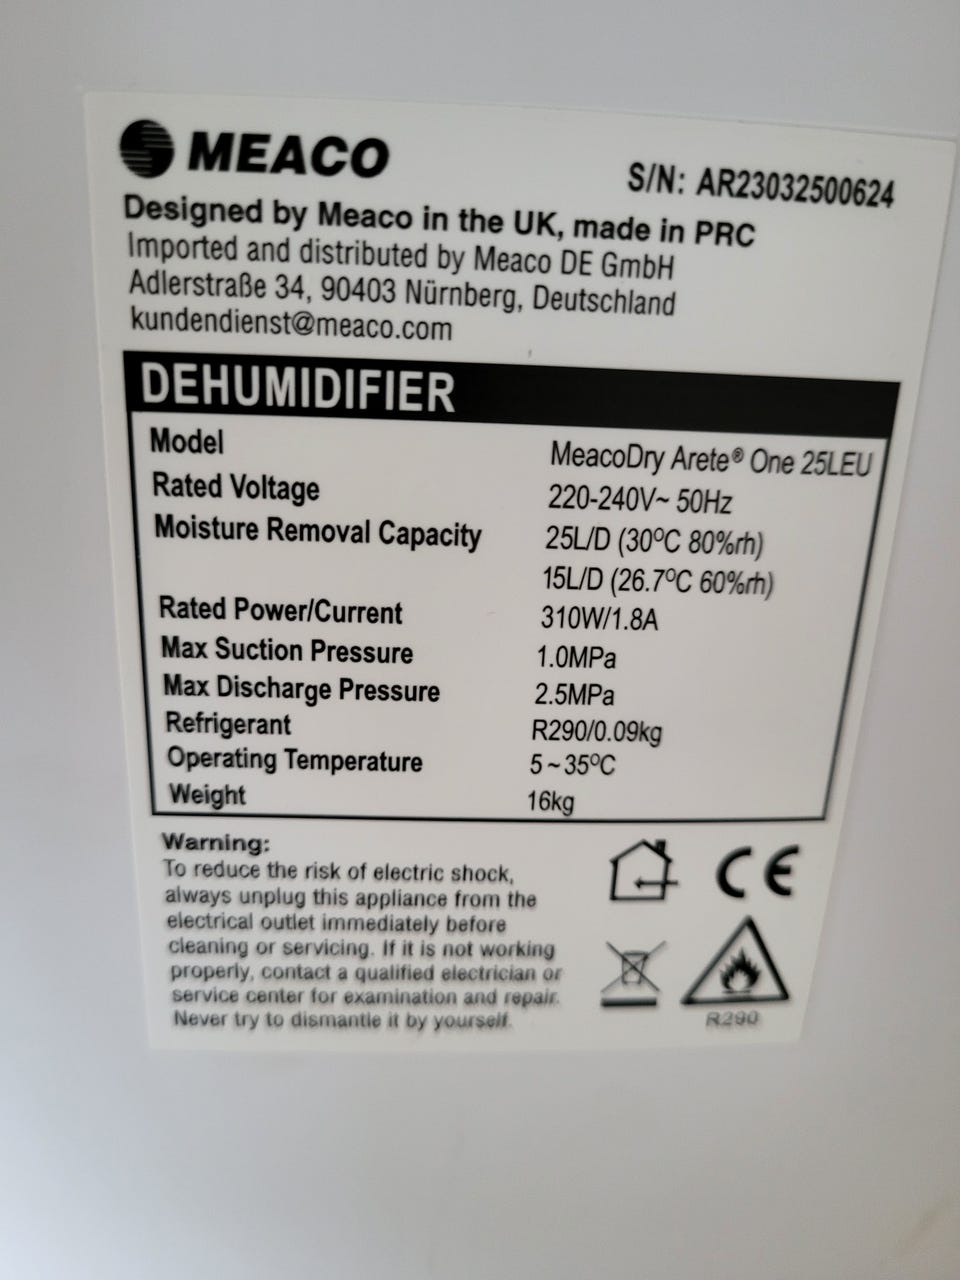 MEACO
S/N: AR23032500624
Designed by Meaco in the UK, made in PRC
Imported and distributed by Meaco DE GmbH
Adlerstraße 34, 90403 Nürnberg, Deutschland
kundendienst@meaco.com
DEHUMIDIFIER
Model MeacoDry Arete® One 25LEU
Rated Voltage 220-240V~ 50Hz
Moisture Removal Capacity 25L/D (30ºC 80%rh)
15L/D (26.7ºC 60%rh)
Rated Power/Current 310W/1.8A
Max Suction Pressure 1.0MPa
Max Discharge Pressure 2.5MPa
Refrigerant R290/0.09kg
Operating Temperature 5~35ºC
Weight 16kg
Warning:
To reduce the risk of electric shock,
always unplug this appliance from the
electrical outlet immediately before
cleaning or servicing. If it is not working
properly, contact a qualified electrician or
service center for examination and repair.
Never try to dismantle it by yourself.
CE
R290